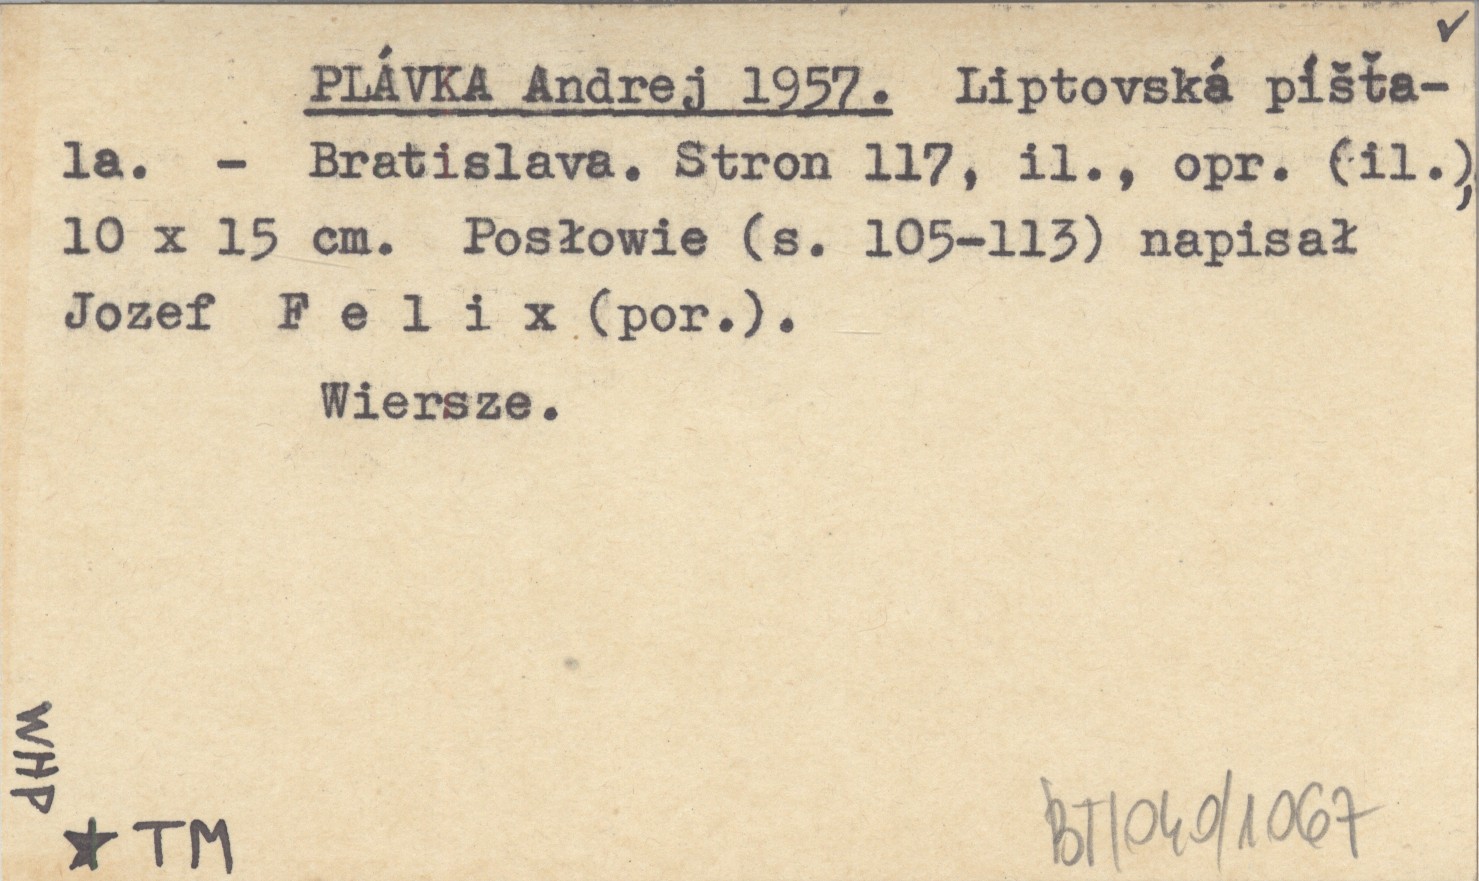 ✓
PLÁVKA Andrej 1957. Liptovská píšťa-
la. - Bratislava. Stron 117, il., opr. (il.),
10 x 15 cm. Posłowie (s. 105-113) napisał
Jozef F e l i x (por.).
Wiersze.
WHP
★ TM
BT/040/1067